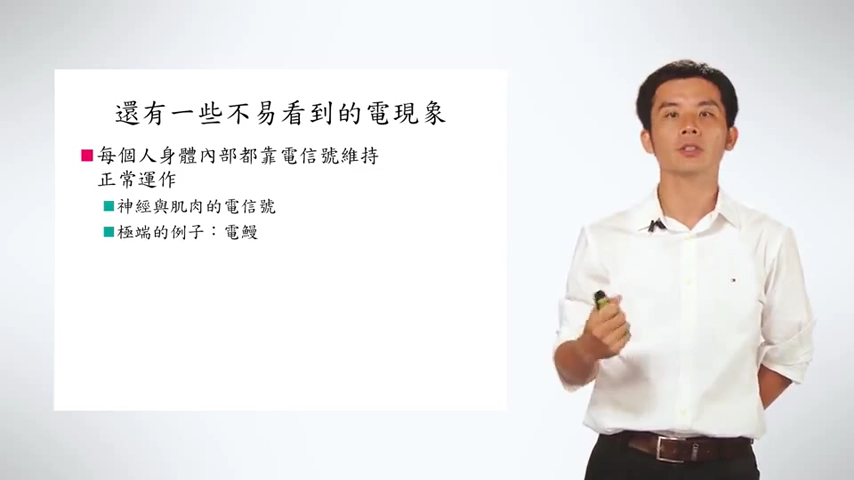 還有一些不易看到的電現象
每個人身體內部都靠電信號維持
正常運作
神經與肌肉的電信號
極端的例子：電鰻